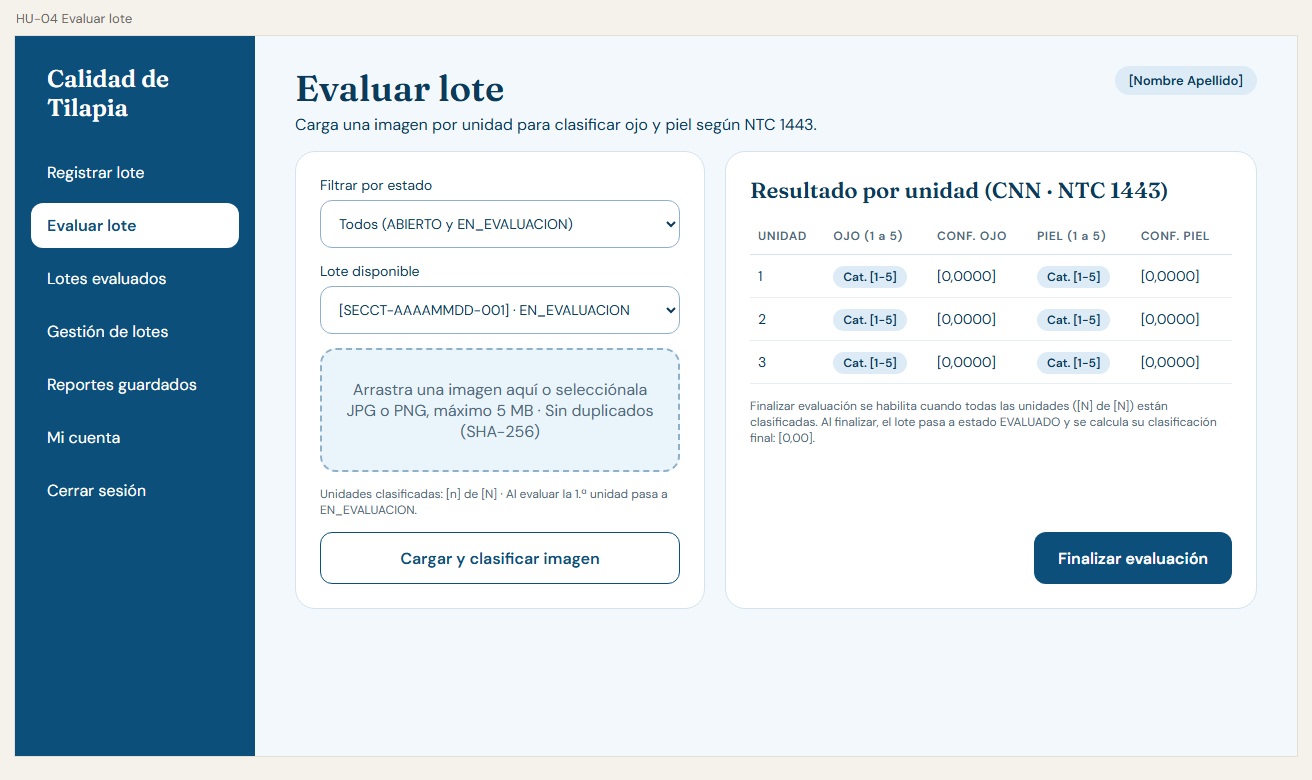 HU-04 Evaluar lote
Calidad de
Tilapia
Registrar lote
Evaluar lote
Lotes evaluados
Gestión de lotes
Reportes guardados
Mi cuenta
Cerrar sesión
Evaluar lote
[Nombre Apellido]
Carga una imagen por unidad para clasificar ojo y piel según NTC 1443.
Filtrar por estado
Todos (ABIERTO y EN_EVALUACION)
Lote disponible
[SECCT-AAAAMMDD-001] · EN_EVALUACION
Arrastra una imagen aquí o selecciónala
JPG o PNG, máximo 5 MB · Sin duplicados
(SHA-256)
Unidades clasificadas: [n] de [N] · Al evaluar la 1.ª unidad pasa a
EN_EVALUACION.
Cargar y clasificar imagen
Resultado por unidad (CNN · NTC 1443)
UNIDAD OJO (1 a 5) CONF. OJO PIEL (1 a 5) CONF. PIEL
1 Cat. [1-5] [0,0000] Cat. [1-5] [0,0000]
2 Cat. [1-5] [0,0000] Cat. [1-5] [0,0000]
3 Cat. [1-5] [0,0000] Cat. [1-5] [0,0000]
Finalizar evaluación se habilita cuando todas las unidades ([N] de [N]) están
clasificadas. Al finalizar, el lote pasa a estado EVALUADO y se calcula su clasificación
final: [0,00].
Finalizar evaluación